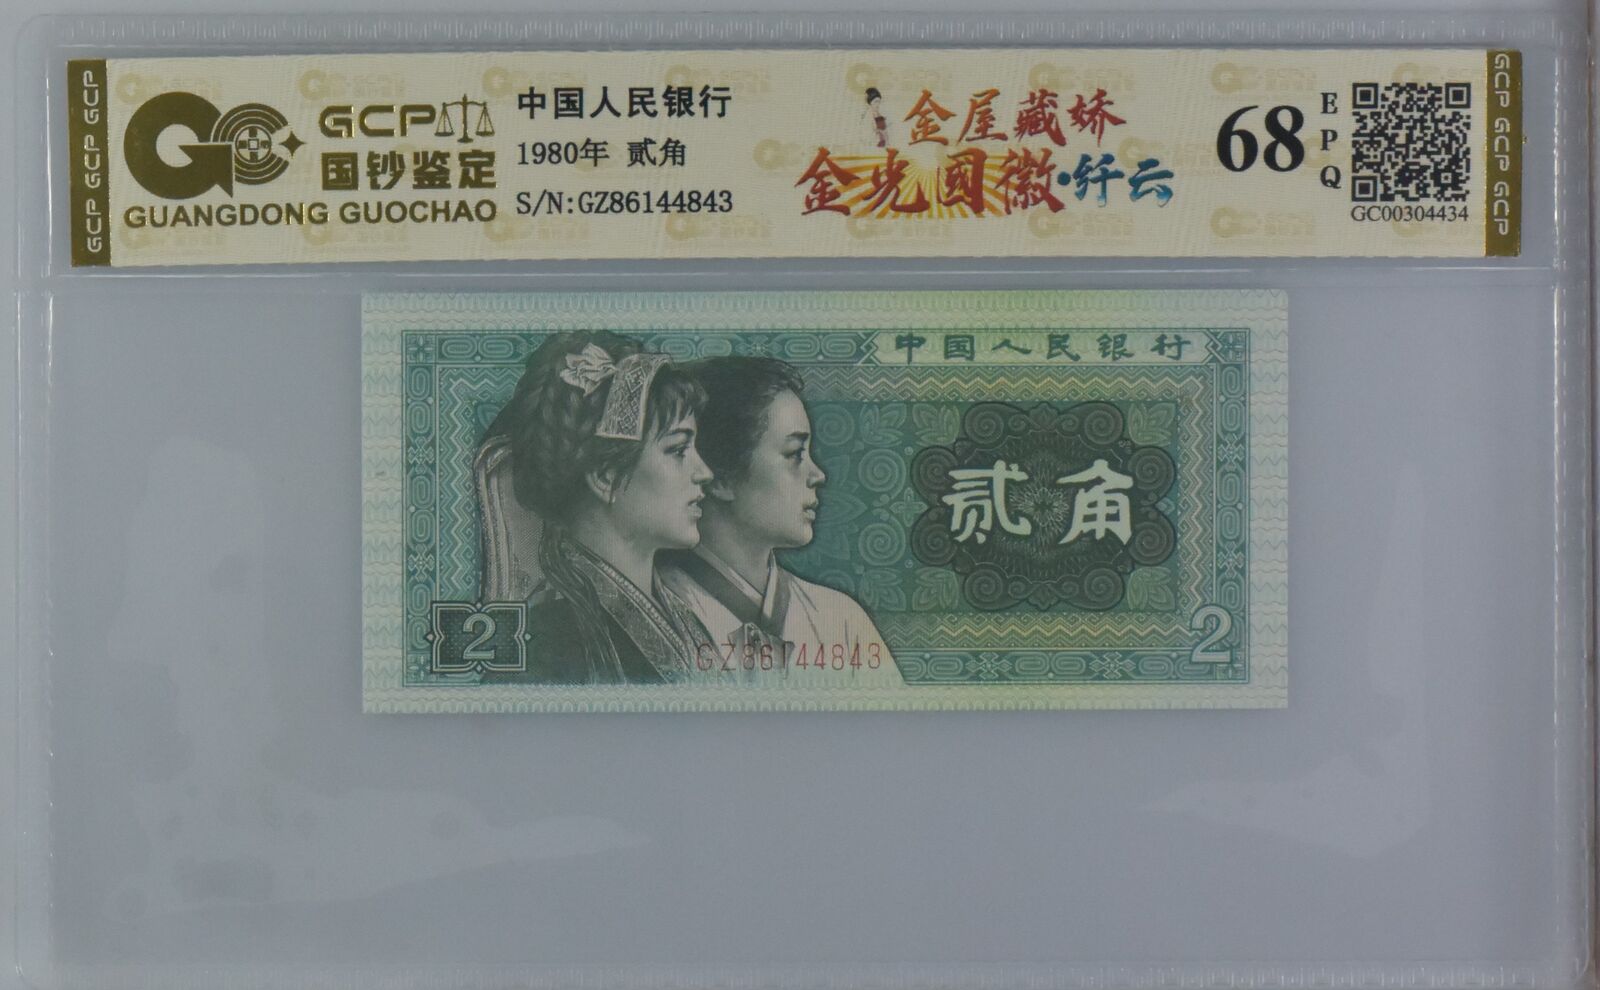 GCP GCP GCP
GCP
国钞鉴定
GUANGDONG GUOCHAO
中国人民银行
1980年 贰角
S/N:GZ86144843
金屋藏娇
金光國徽·纤云
68
EPQ
GC00304434
GCP GCP GCP
中国人民银行
贰角
2
GZ86144843
2